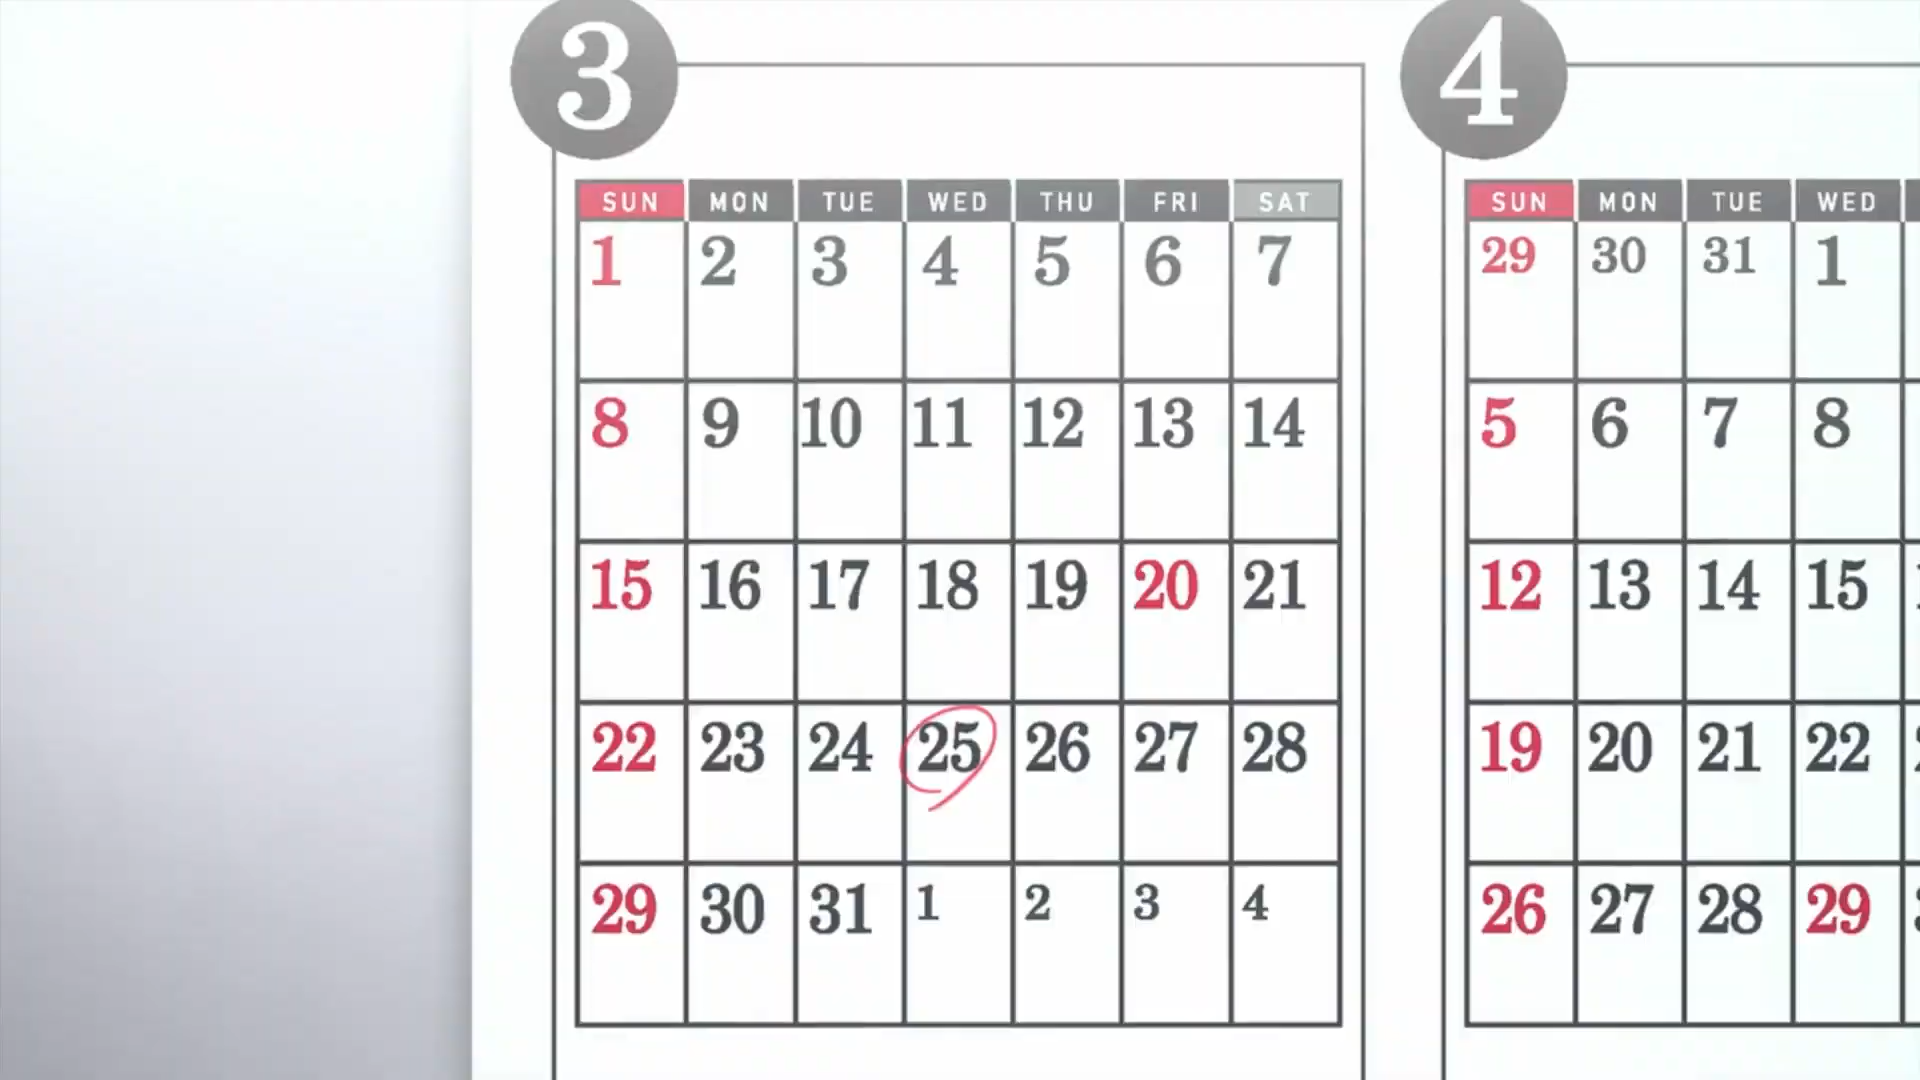 3
SUN MON TUE WED THU FRI SAT
1 2 3 4 5 6 7
8 9 10 11 12 13 14
15 16 17 18 19 20 21
22 23 24 25 26 27 28
29 30 31 1 2 3 4
4
SUN MON TUE WED
29 30 31 1
5 6 7 8
12 13 14 15
19 20 21 22
26 27 28 29